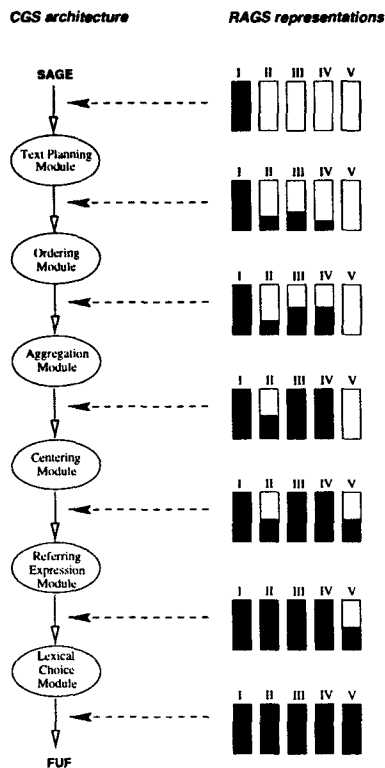 CGS architecture RAGS representations
SAGE
I II III IV V
Text Planning
Module
I II III IV V
Ordering
Module
I II III IV V
Aggregation
Module
I II III IV V
Centering
Module
I II III IV V
Referring
Expression
Module
I II III IV V
Lexical
Choice
Module
I II III IV V
FUF